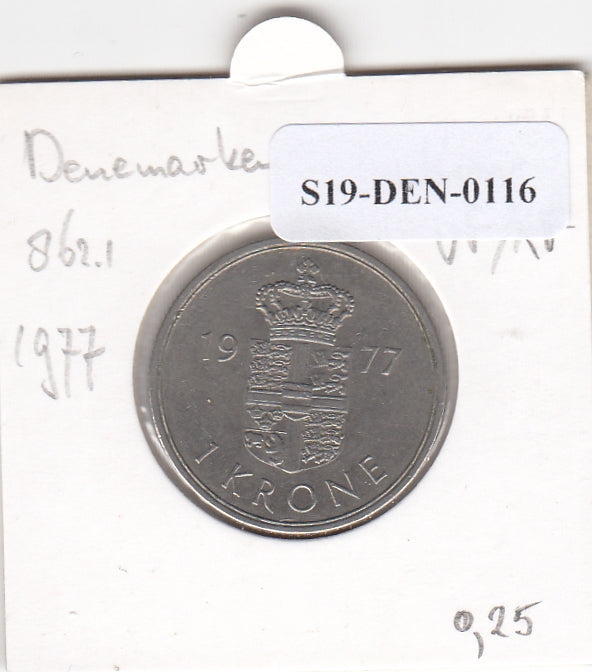 Denemarken
S19-DEN-0116
862.1
1977
19 77
1 KRONE
0,25